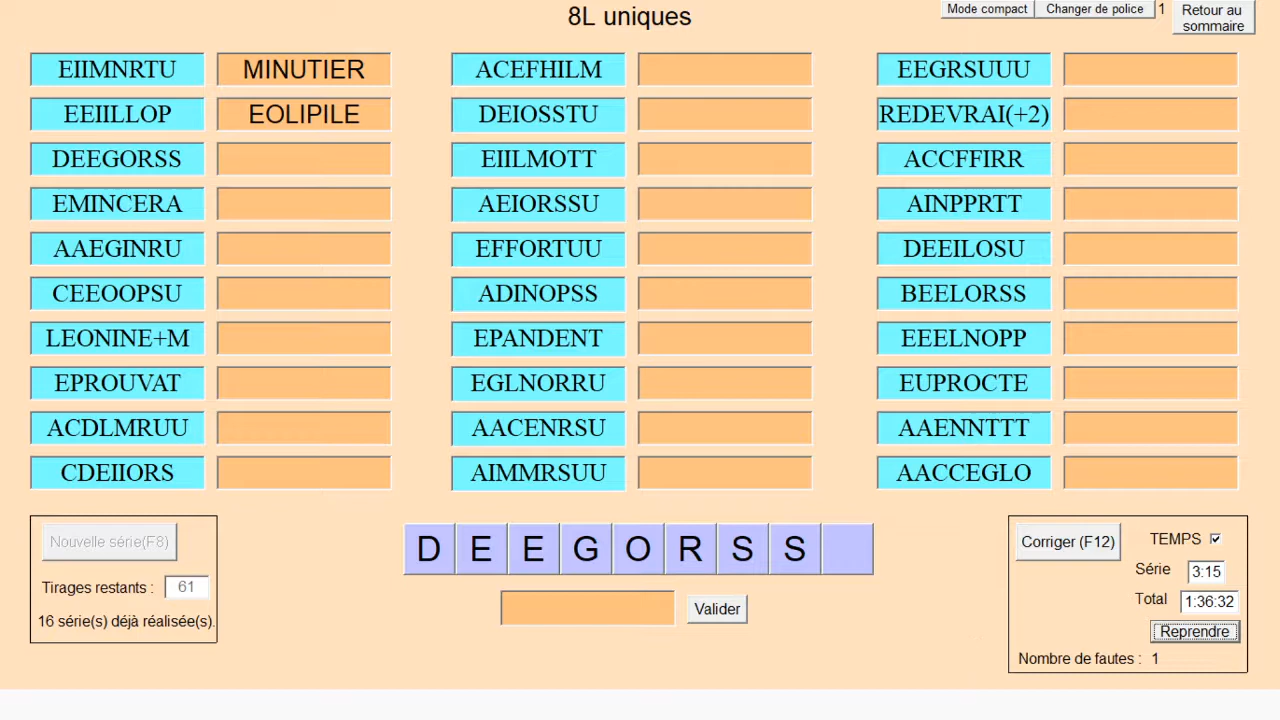 8L uniques
Mode compact
Changer de police
1
Retour au
sommaire
EIIMNRTU MINUTIER ACEFHILM EEGRSUUU
EEIILLOP EOLIPILE DEIOSSTU REDEVRAI(+2)
DEEGORSS EIILMOTT ACCFFIRR
EMINCERA AEIORSSU AINPPRTT
AAEGINRU EFFORTUU DEEILOSU
CEEOOPSU ADINOPSS BEELORSS
LEONINE+M EPANDENT EEELNOPP
EPROUVAT EGLNORRU EUPROCTE
ACDLMRUU AACENRSU AAENNTTT
CDEIIORS AIMMRSUU AACCEGLO
Nouvelle série(F8)
Tirages restants : 61
16 série(s) déjà réalisée(s).
D E E G O R S S
Valider
Corriger (F12)
TEMPS
Série 3:15
Total 1:36:32
Reprendre
Nombre de fautes : 1